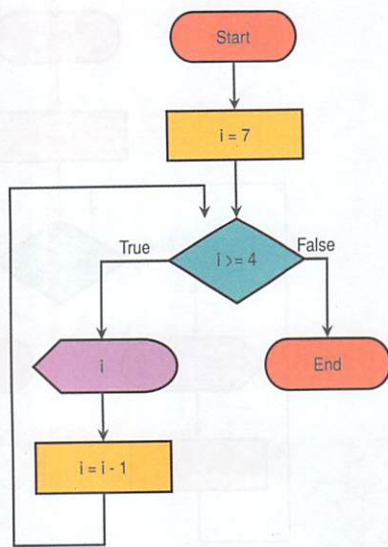 Start
i = 7
i >= 4
True
False
i
End
i = i - 1